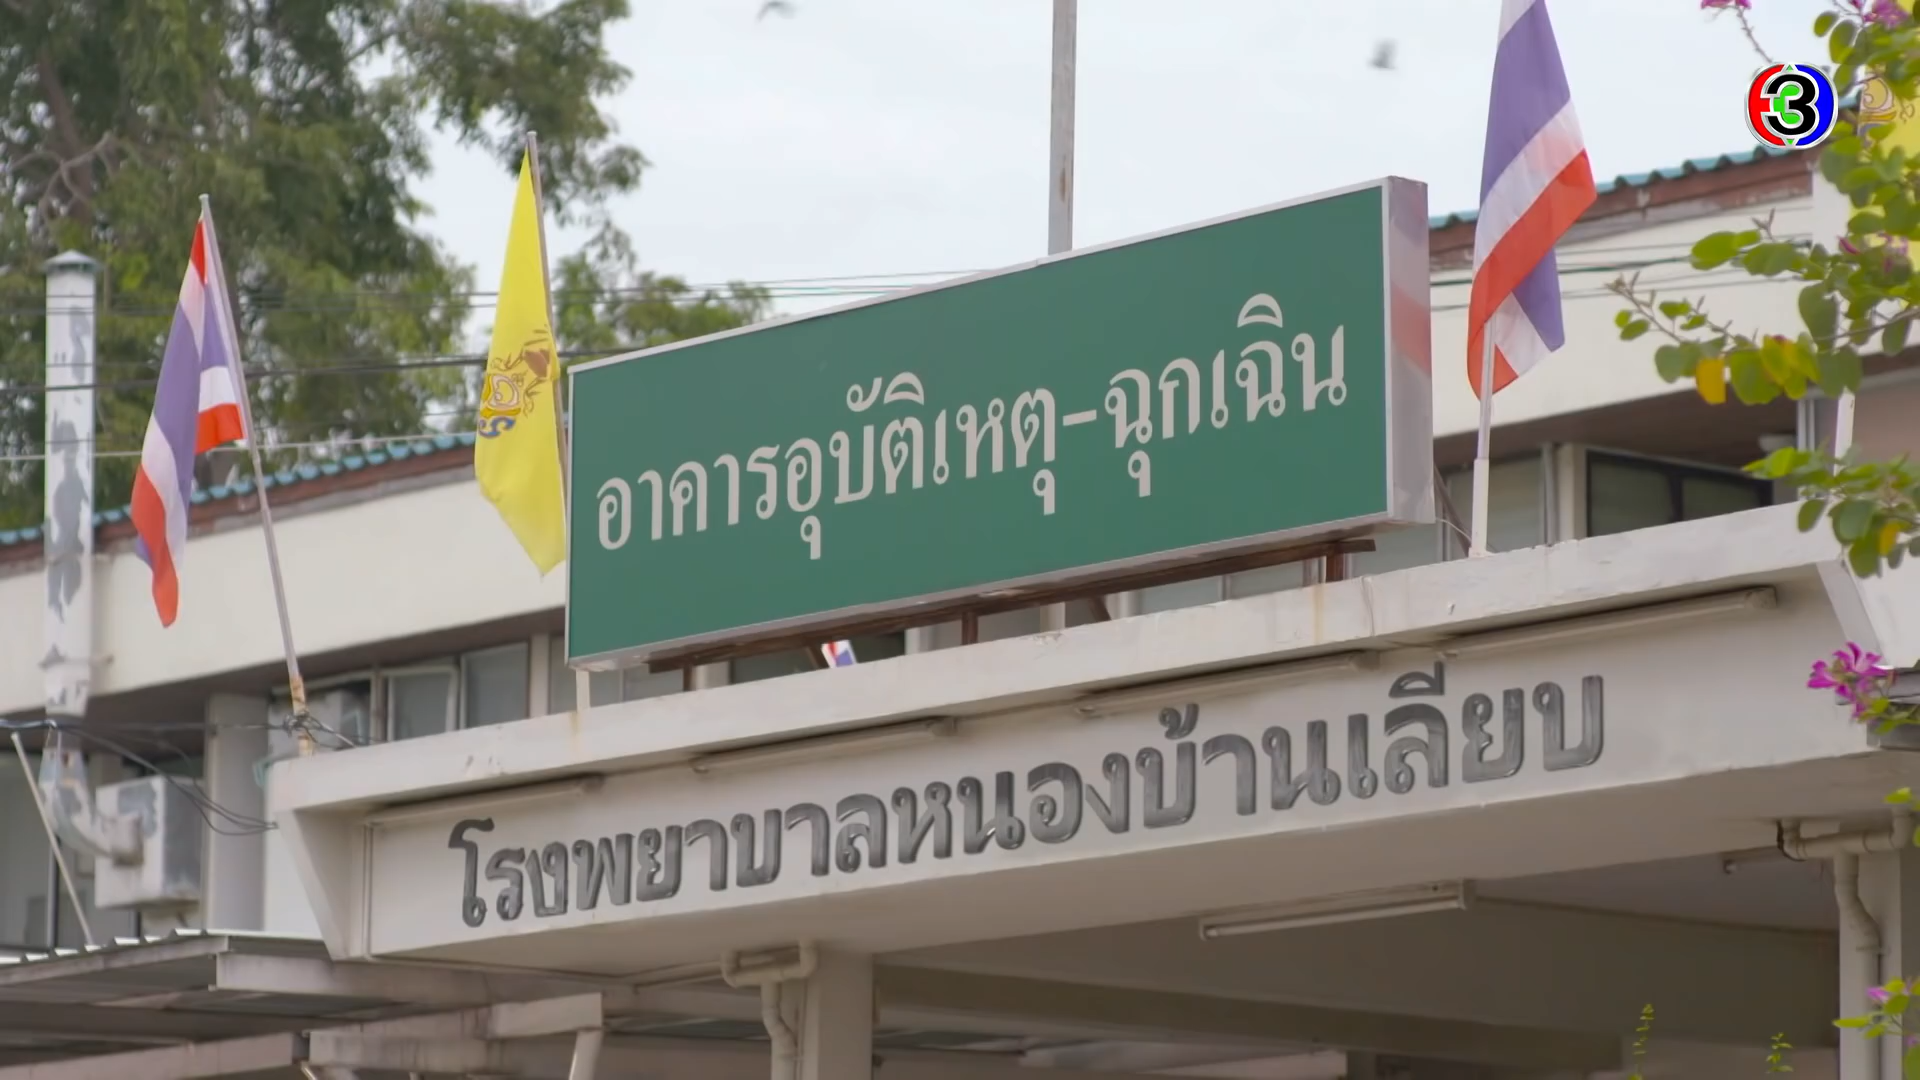 3
อาคารอุบัติเหตุ-ฉุกเฉิน
โรงพยาบาลหนองบ้านเลียบ